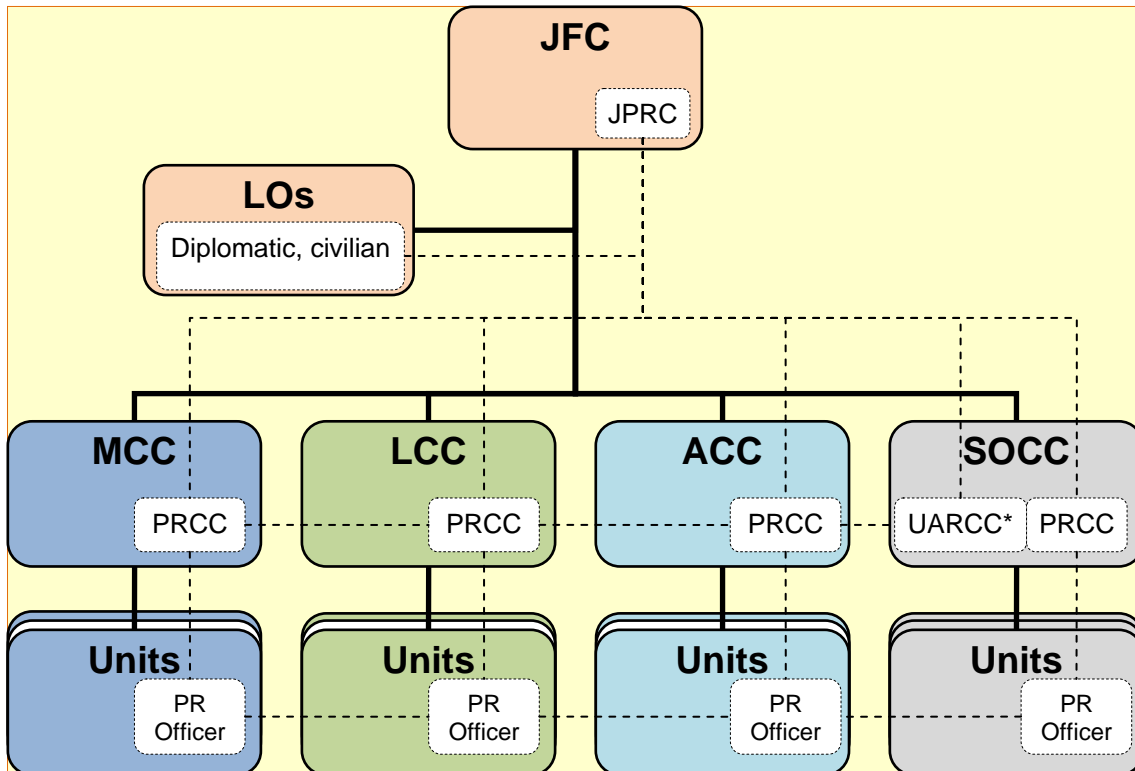 JFC
JPRC
LOs
Diplomatic, civilian
MCC
LCC
ACC
SOCC
PRCC
PRCC
PRCC
UARCC*
PRCC
Units
Units
Units
Units
PR
Officer
PR
Officer
PR
Officer
PR
Officer